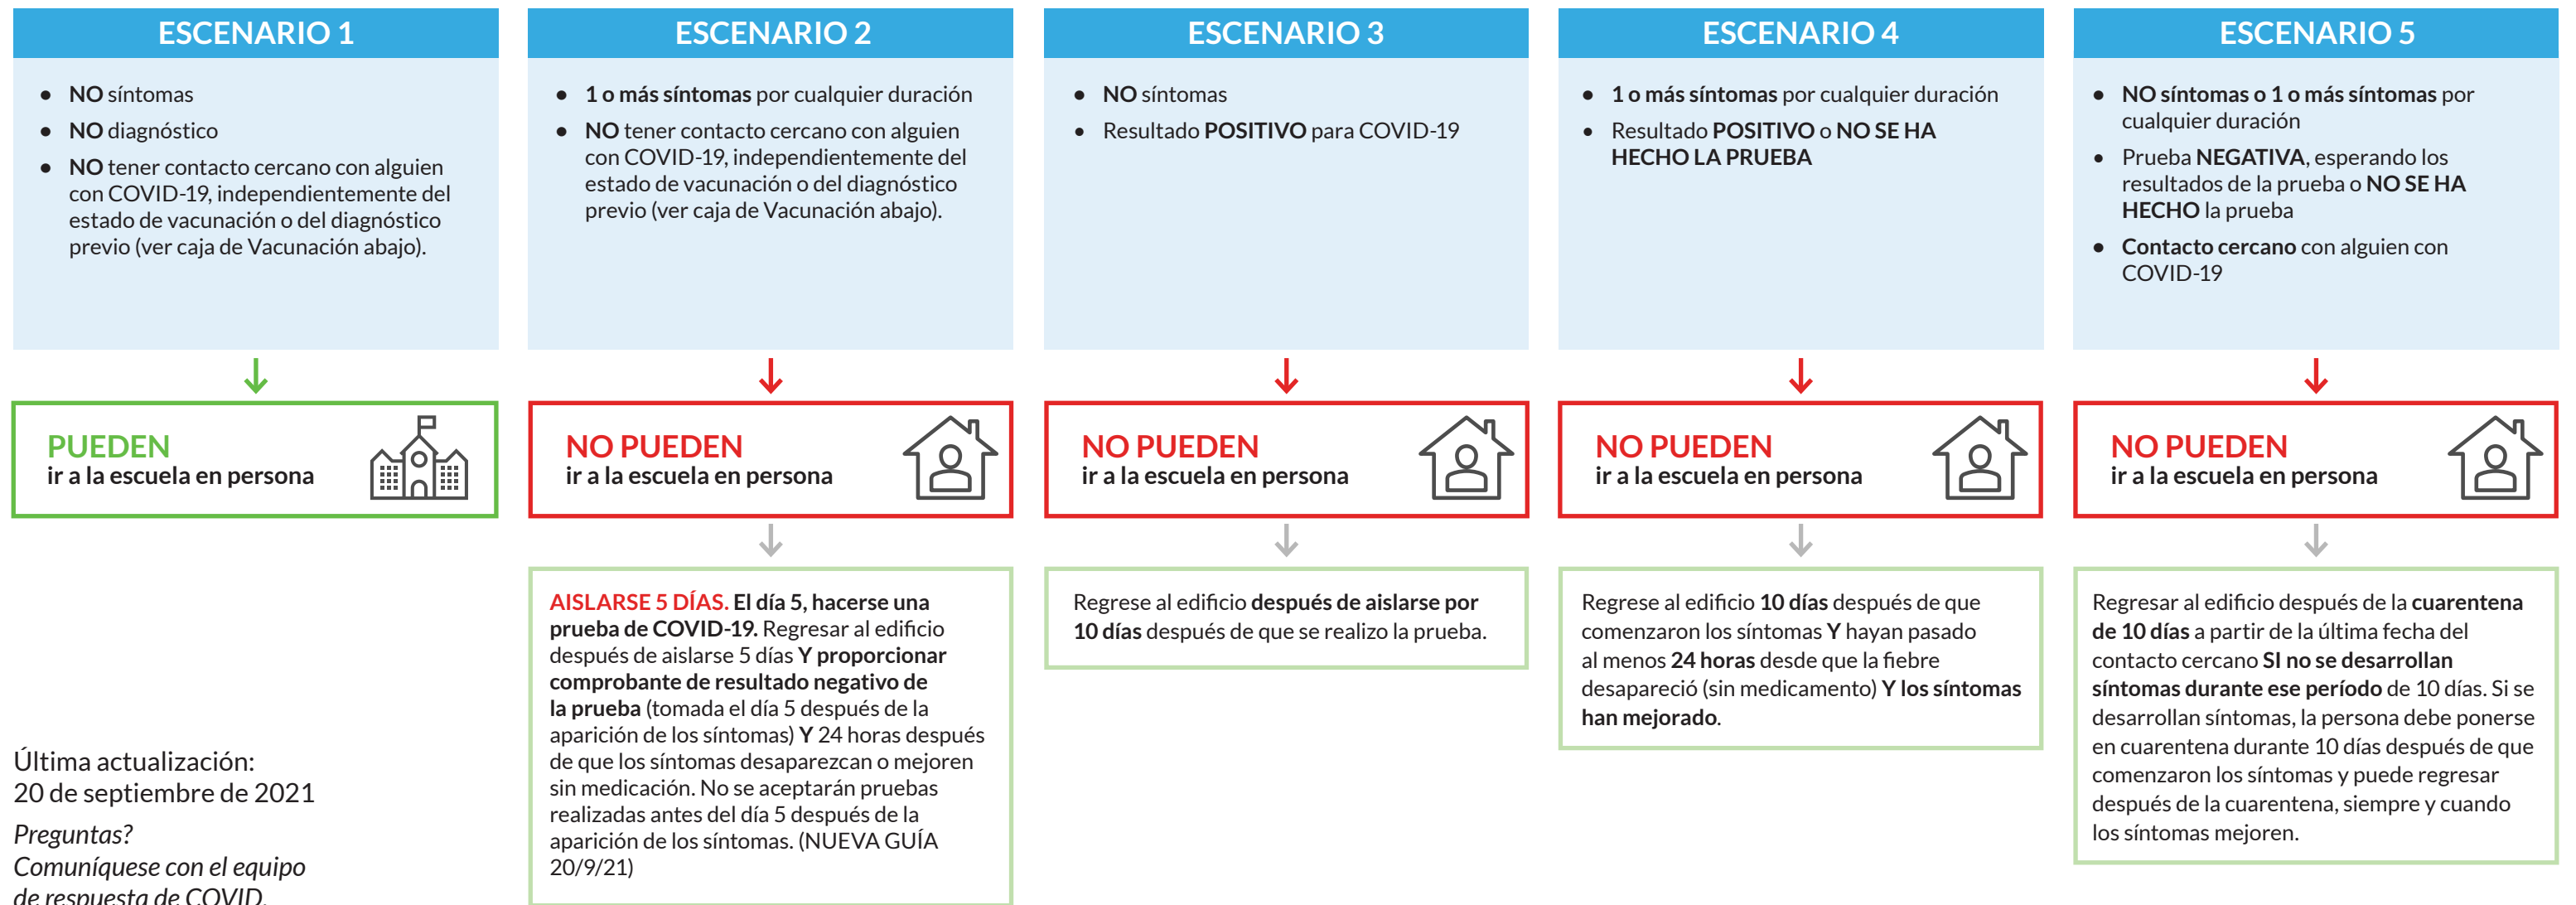 ESCENARIO 1
• NO síntomas
• NO diagnóstico
• NO tener contacto cercano con alguien
con COVID-19, independientemente del
estado de vacunación o del diagnóstico
previo (ver caja de Vacunación abajo).
PUEDEN
ir a la escuela en persona
ESCENARIO 2
• 1 o más síntomas por cualquier duración
• NO tener contacto cercano con alguien
con COVID-19, independientemente del
estado de vacunación o del diagnóstico
previo (ver caja de Vacunación abajo).
NO PUEDEN
ir a la escuela en persona
AISLARSE 5 DÍAS. El día 5, hacerse una
prueba de COVID-19. Regresar al edificio
después de aislarse 5 días Y proporcionar
comprobante de resultado negativo de
la prueba (tomada el día 5 después de la
aparición de los síntomas) Y 24 horas después
de que los síntomas desaparezcan o mejoren
sin medicación. No se aceptarán pruebas
realizadas antes del día 5 después de la
aparición de los síntomas. (NUEVA GUÍA
20/9/21)
ESCENARIO 3
• NO síntomas
• Resultado POSITIVO para COVID-19
NO PUEDEN
ir a la escuela en persona
Regrese al edificio después de aislarse por
10 días después de que se realizo la prueba.
ESCENARIO 4
• 1 o más síntomas por cualquier duración
• Resultado POSITIVO o NO SE HA
HECHO LA PRUEBA
NO PUEDEN
ir a la escuela en persona
Regrese al edificio 10 días después de que
comenzaron los síntomas Y hayan pasado
al menos 24 horas desde que la fiebre
desapareció (sin medicamento) Y los síntomas
han mejorado.
ESCENARIO 5
• NO síntomas o 1 o más síntomas por
cualquier duración
• Prueba NEGATIVA, esperando los
resultados de la prueba o NO SE HA
HECHO la prueba
• Contacto cercano con alguien con
COVID-19
NO PUEDEN
ir a la escuela en persona
Regresar al edificio después de la cuarentena
de 10 días a partir de la última fecha del
contacto cercano SI no se desarrollan
síntomas durante ese período de 10 días. Si se
desarrollan síntomas, la persona debe ponerse
en cuarentena durante 10 días después de que
comenzaron los síntomas y puede regresar
después de la cuarentena, siempre y cuando
los síntomas mejoren.
Última actualización:
20 de septiembre de 2021
Preguntas?
Comuníquese con el equipo
de respuesta de COVID.